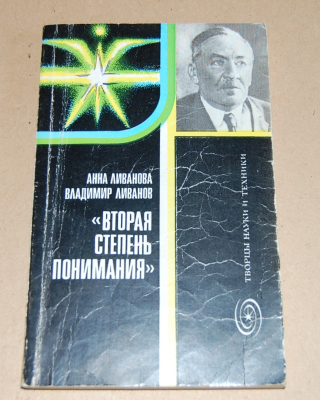 АННА ЛИВАНОВА
ВЛАДИМИР ЛИВАНОВ
«ВТОРАЯ
СТЕПЕНЬ
ПОНИМАНИЯ»
ТВОРЦЫ НАУКИ И ТЕХНИКИ